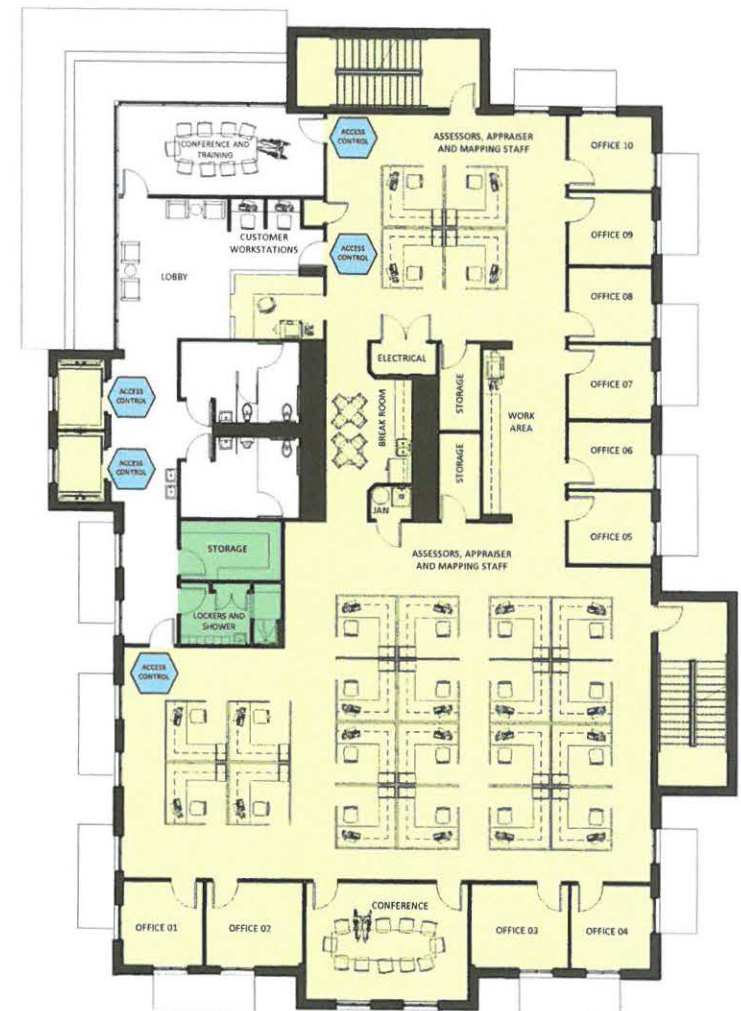 ACCESS
CONTROL
ASSESSORS, APPRAISER
AND MAPPING STAFF
OFFICE 10
CONFERENCE AND
TRAINING
OFFICE 09
CUSTOMER
WORKSTATIONS
ACCESS
CONTROL
LOBBY
OFFICE 08
ELECTRICAL
OFFICE 07
ACCESS
CONTROL
BREAK ROOM
STORAGE
WORK
AREA
OFFICE 06
ACCESS
CONTROL
STORAGE
JAN
OFFICE 05
STORAGE
ASSESSORS, APPRAISER
AND MAPPING STAFF
LOCKERS AND
SHOWER
ACCESS
CONTROL
CONFERENCE
OFFICE 01
OFFICE 02
OFFICE 03
OFFICE 04